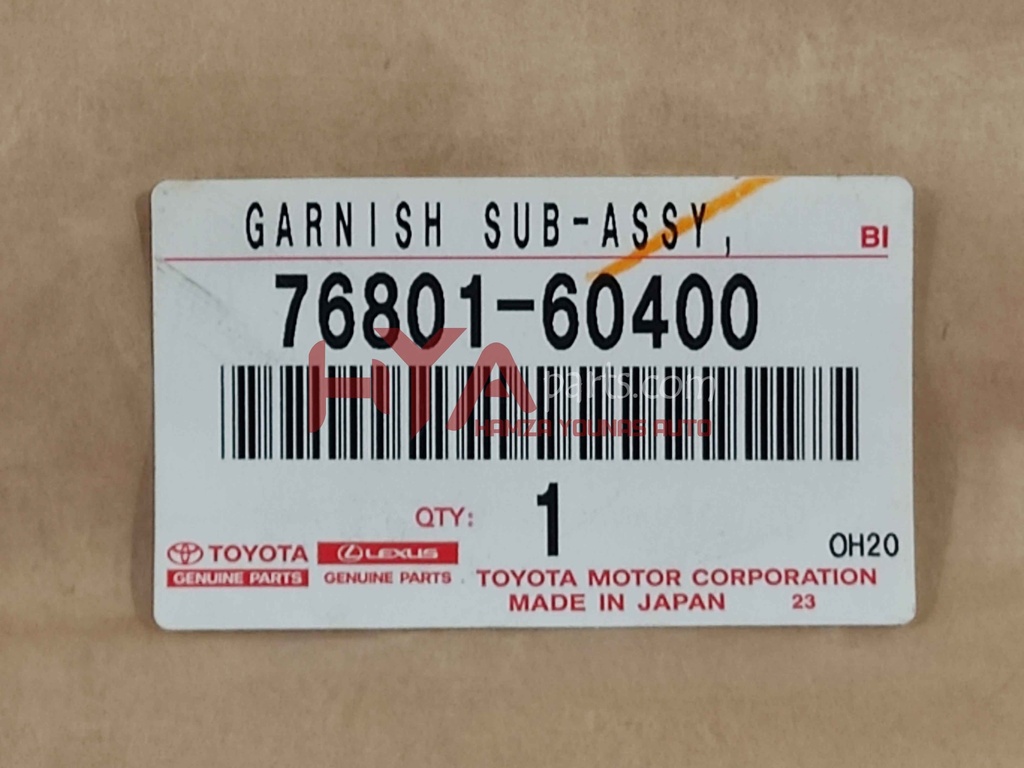 GARNISH SUB-ASSY,
BI
76801-60400
HYA parts.com
HAMZA YOUNAS AUTO
QTY: 1
OH20
TOYOTA LEXUS
GENUINE PARTS GENUINE PARTS
TOYOTA MOTOR CORPORATION
MADE IN JAPAN 23